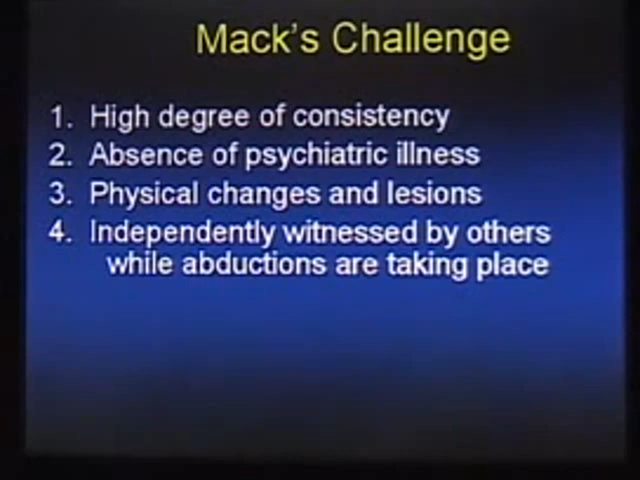 Mack's Challenge
1. High degree of consistency
2. Absence of psychiatric illness
3. Physical changes and lesions
4. Independently witnessed by others
while abductions are taking place